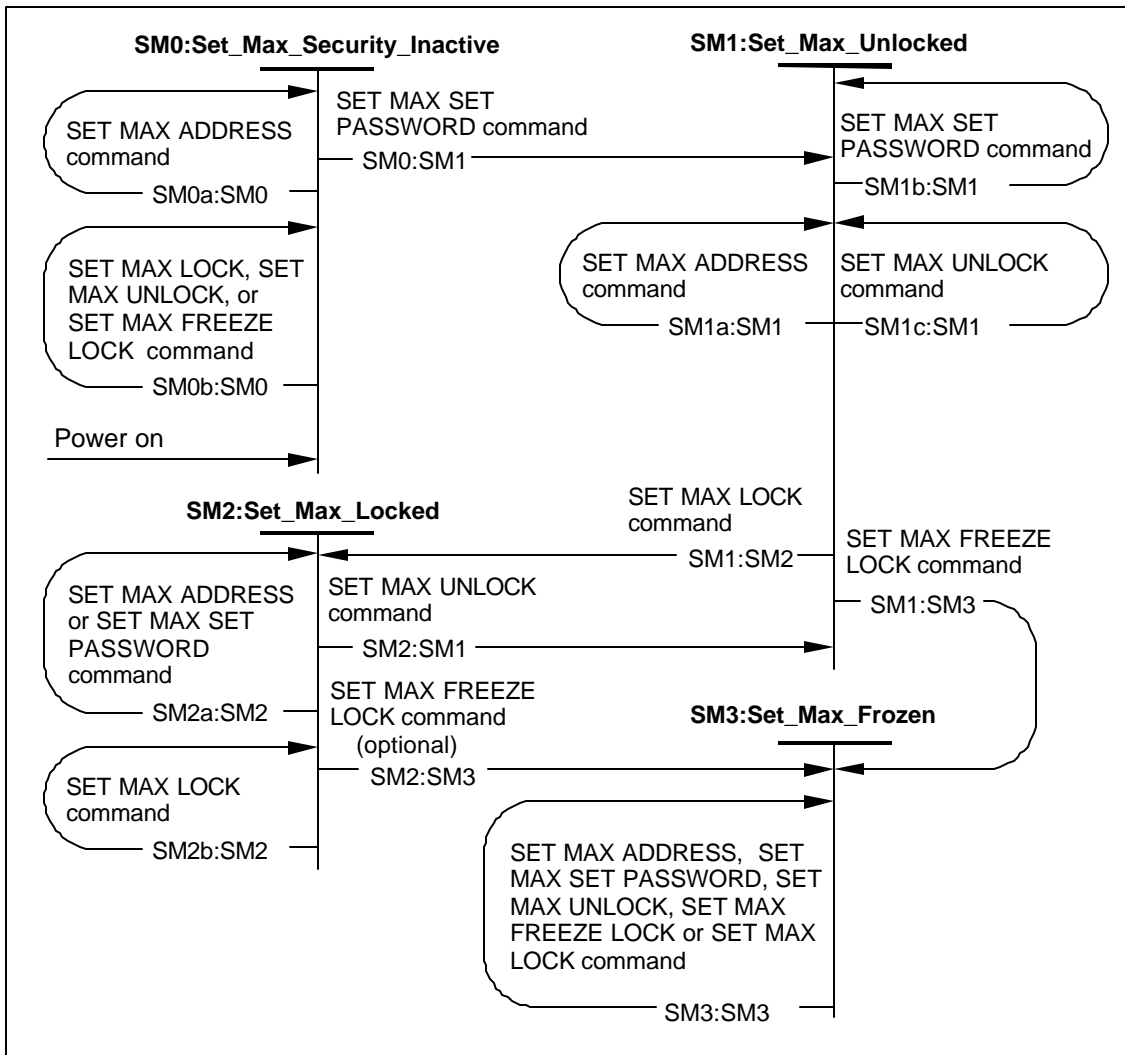 SM0:Set_Max_Security_Inactive
SET MAX ADDRESS
command
SM0a:SM0
SET MAX SET
PASSWORD command
SM0:SM1
SET MAX LOCK, SET
MAX UNLOCK, or
SET MAX FREEZE
LOCK command
SM0b:SM0
Power on
SM1:Set_Max_Unlocked
SET MAX SET
PASSWORD command
SM1b:SM1
SET MAX ADDRESS
command
SM1a:SM1
SET MAX UNLOCK
command
SM1c:SM1
SET MAX LOCK
command
SM1:SM2
SET MAX FREEZE
LOCK command
SM1:SM3
SM2:Set_Max_Locked
SET MAX ADDRESS
or SET MAX SET
PASSWORD
command
SM2a:SM2
SET MAX UNLOCK
command
SM2:SM1
SET MAX FREEZE
LOCK command
(optional)
SM2:SM3
SET MAX LOCK
command
SM2b:SM2
SM3:Set_Max_Frozen
SET MAX ADDRESS, SET
MAX SET PASSWORD, SET
MAX UNLOCK, SET MAX
FREEZE LOCK or SET MAX
LOCK command
SM3:SM3